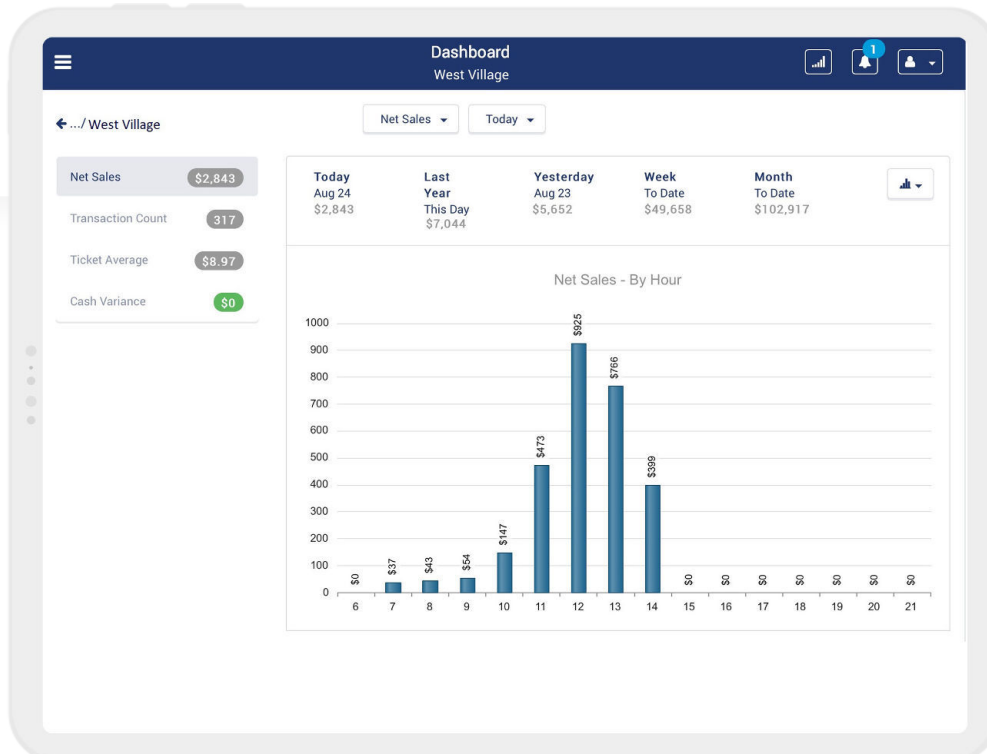 Dashboard
West Village
1
.../ West Village
Net Sales
Today
Net Sales $2,843
Transaction Count 317
Ticket Average $8.97
Cash Variance $0
Today
Aug 24
$2,843
Last
Year
This Day
$7,044
Yesterday
Aug 23
$5,652
Week
To Date
$49,658
Month
To Date
$102,917
Net Sales - By Hour
1000
900
800
700
600
500
400
300
200
100
0
$0 $37 $43 $54 $147 $473 $925 $766 $399 $0 $0 $0 $0 $0 $0 $0
6 7 8 9 10 11 12 13 14 15 16 17 18 19 20 21